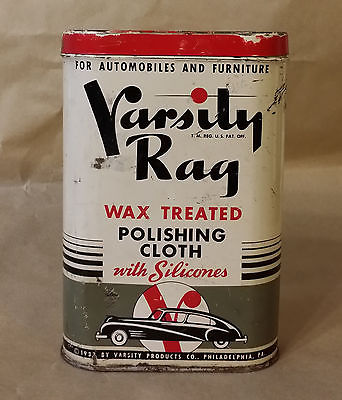 FOR AUTOMOBILES AND FURNITURE
Varsity
T. M. REG. U. S. PAT. OFF.
Rag
WAX TREATED
POLISHING
CLOTH
with Silicones
V
© 1937 BY VARSITY PRODUCTS CO., PHILADELPHIA, PA.